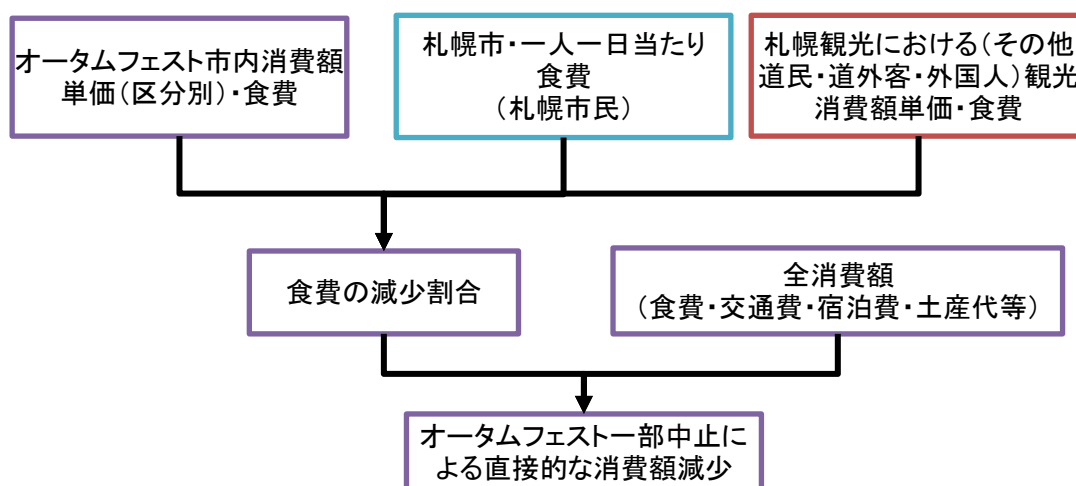 オータムフェスト市内消費額
単価(区分別)・食費
札幌市・一人一日当たり
食費
(札幌市民)
札幌観光における(その他
道民・道外客・外国人)観光
消費額単価・食費
食費の減少割合
全消費額
(食費・交通費・宿泊費・土産代等)
オータムフェスト一部中止に
よる直接的な消費額減少